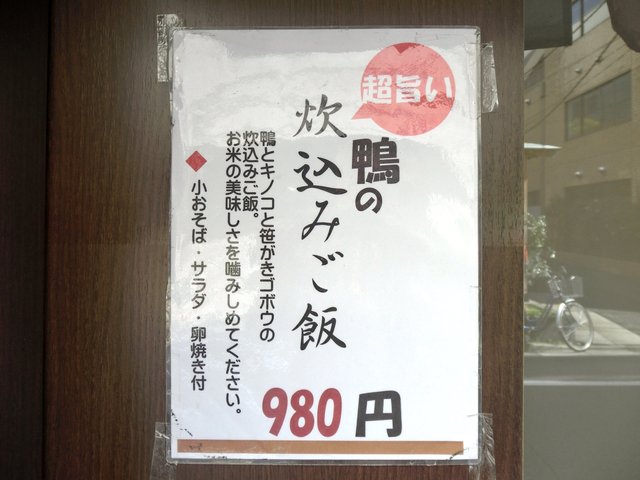 超旨い
鴨の
炊込みご飯
鴨とキノコと笹がきゴボウの
炊込みご飯。
お米の美味しさを噛みしめてください。
◆ 小おそば・サラダ・卵焼き付
980円